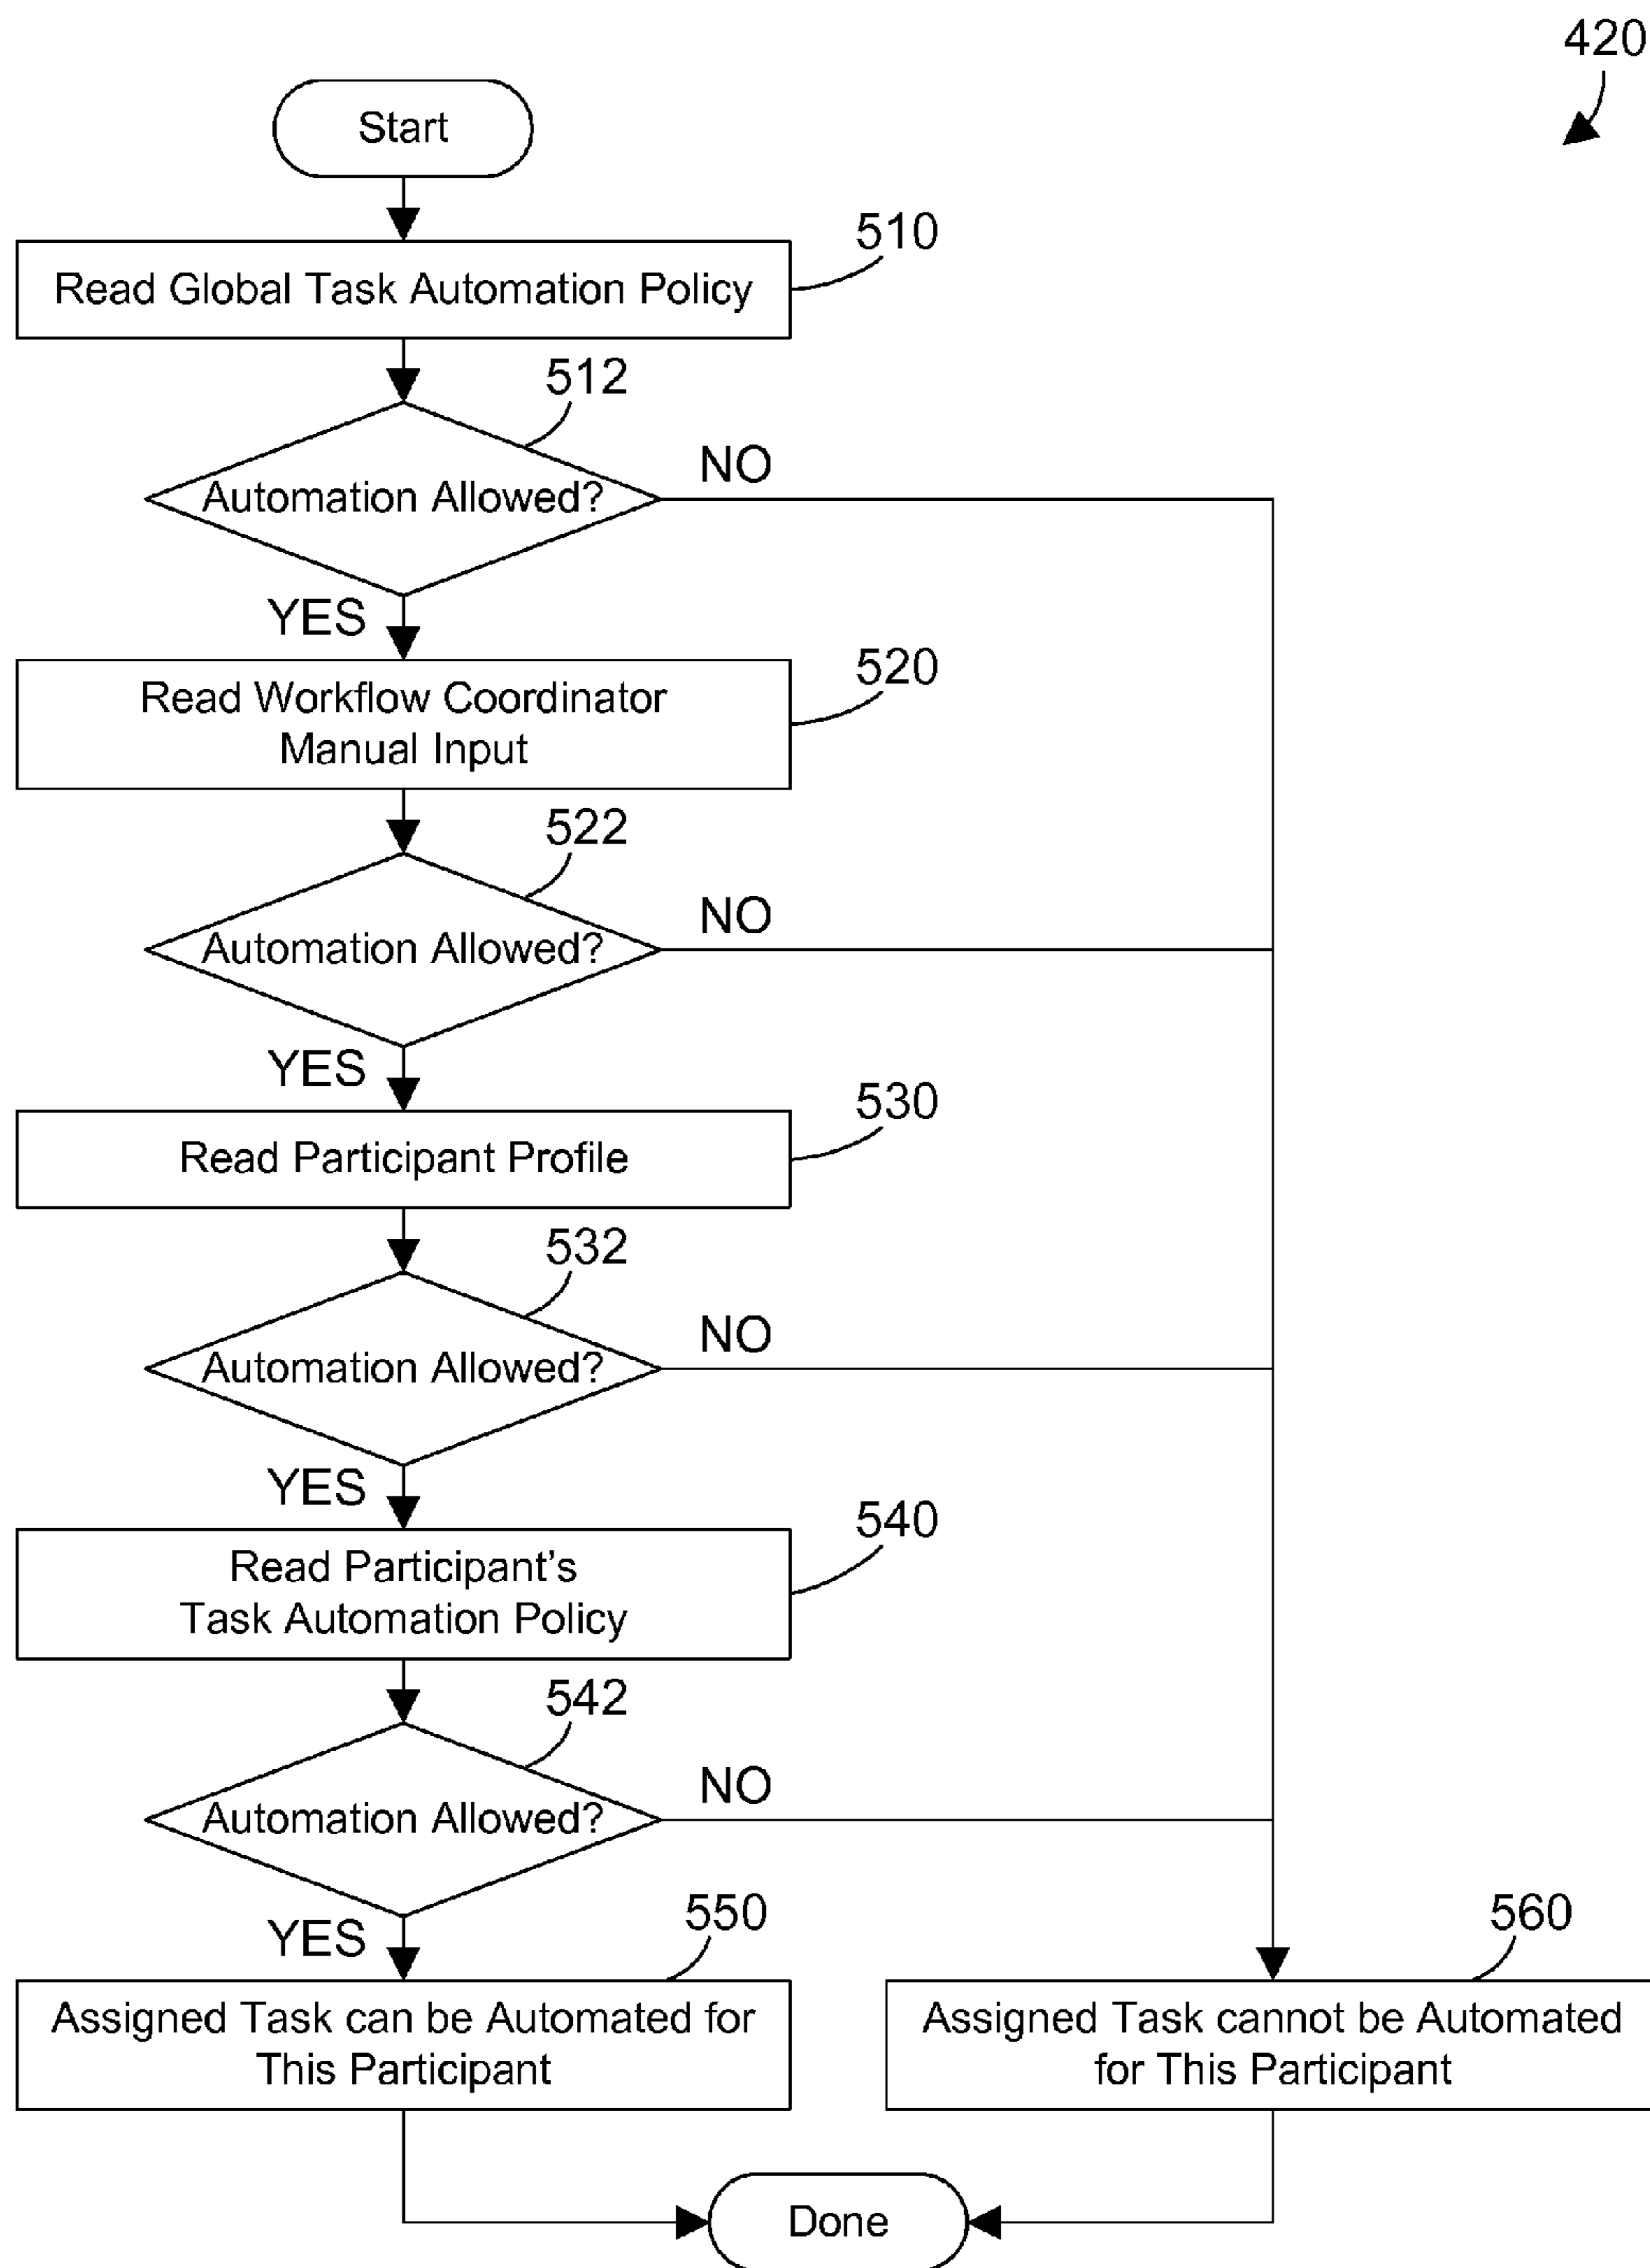 420
Start
510
Read Global Task Automation Policy
512
Automation Allowed?
NO
YES
520
Read Workflow Coordinator
Manual Input
522
Automation Allowed?
NO
YES
530
Read Participant Profile
532
Automation Allowed?
NO
YES
540
Read Participant’s
Task Automation Policy
542
Automation Allowed?
NO
YES
550
Assigned Task can be Automated for
This Participant
560
Assigned Task cannot be Automated
for This Participant
Done